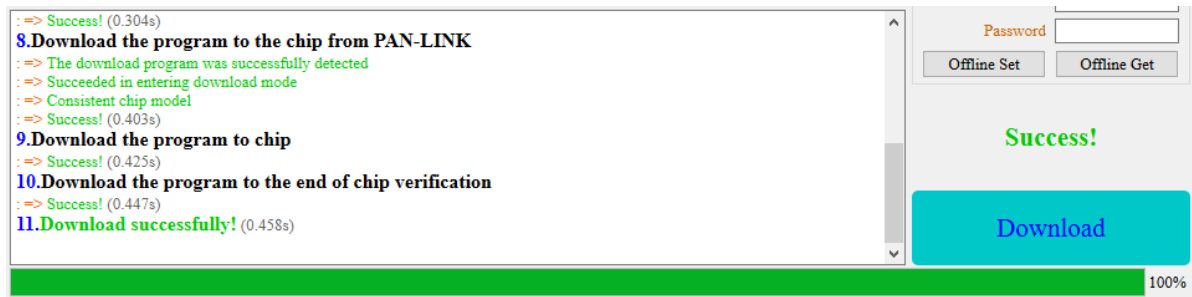 : => Success! (0.304s)
8.Download the program to the chip from PAN-LINK
: => The download program was successfully detected
: => Succeeded in entering download mode
: => Consistent chip model
: => Success! (0.403s)
9.Download the program to chip
: => Success! (0.425s)
10.Download the program to the end of chip verification
: => Success! (0.447s)
11.Download successfully! (0.458s)
Password
Offline Set
Offline Get
Success!
Download
100%